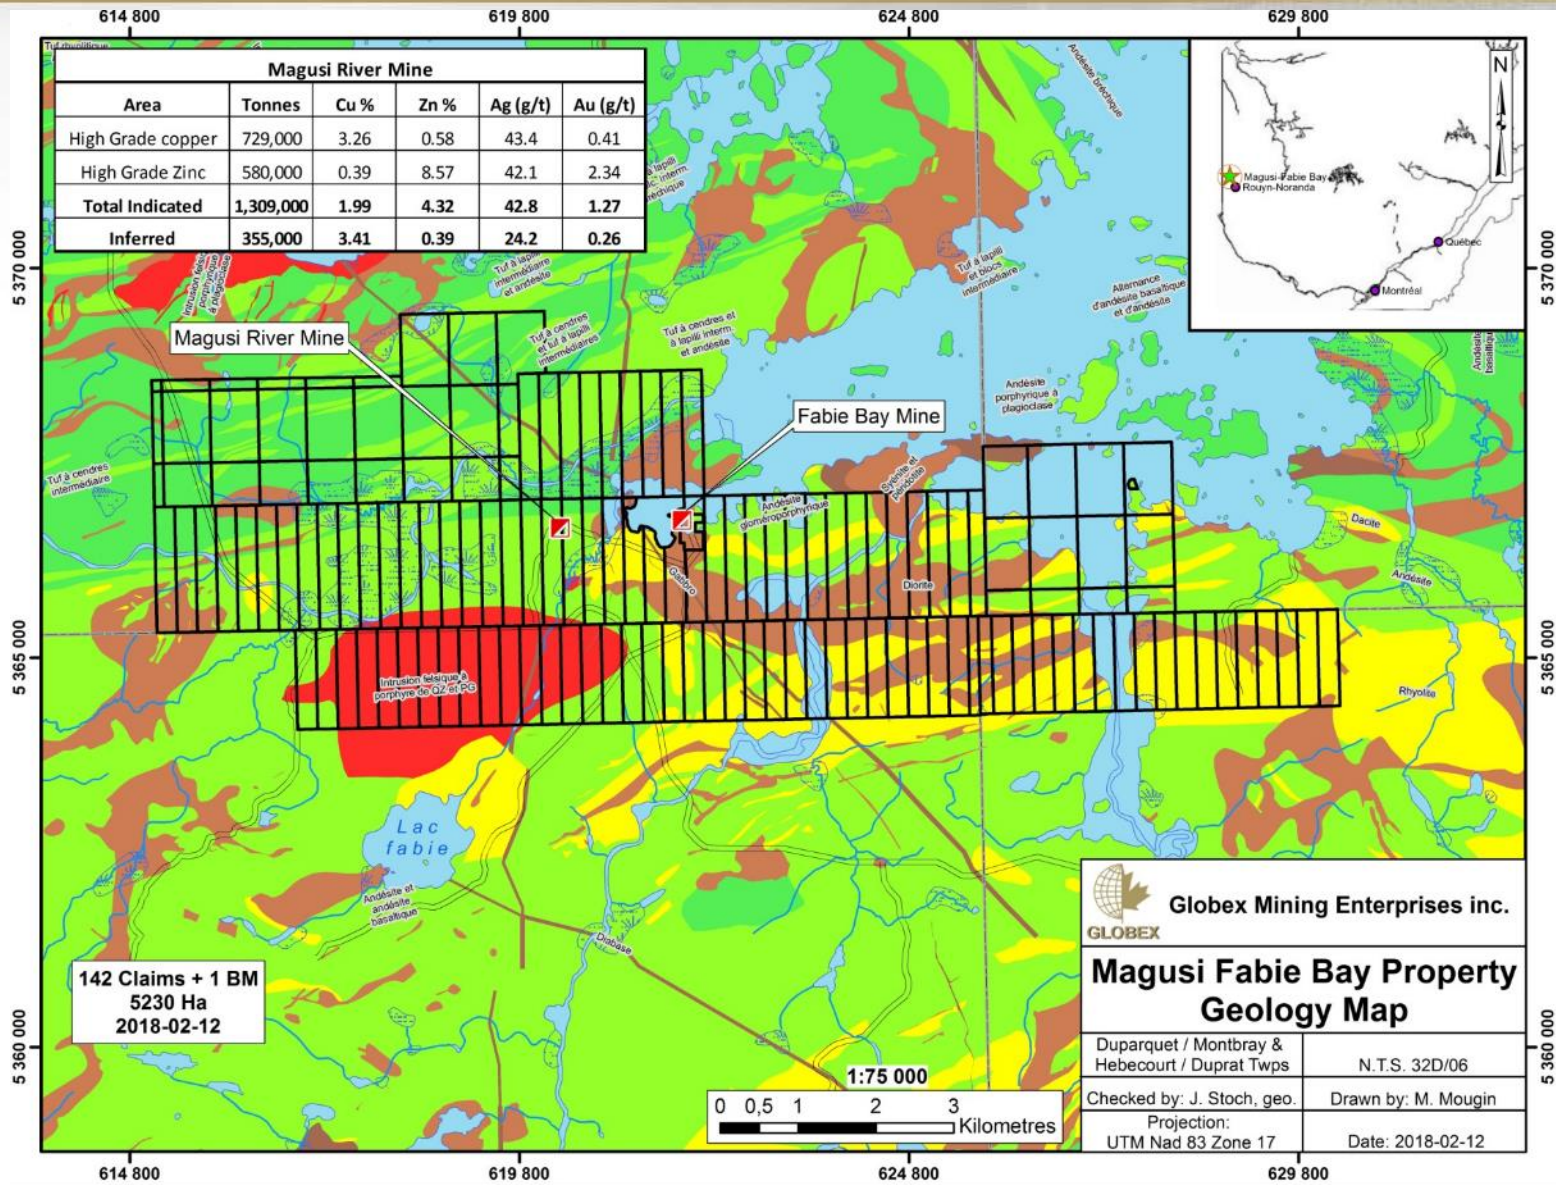 614 800
619 800
624 800
629 800
5 370 000
5 365 000
5 360 000
5 370 000
5 365 000
5 360 000
614 800
619 800
624 800
629 800
Magusi River Mine
Area Tonnes Cu % Zn % Ag (g/t) Au (g/t)
High Grade copper 729,000 3.26 0.58 43.4 0.41
High Grade Zinc 580,000 0.39 8.57 42.1 2.34
Total Indicated 1,309,000 1.99 4.32 42.8 1.27
Inferred 355,000 3.41 0.39 24.2 0.26
N
Magusi-Fabie Bay
Rouyn-Noranda
Québec
Montréal
Tuf rhyolitique
Andésite bréchique
Intrusion felsique
porphyrique
à plagioclase
Tuf à lapilli
intermédiaire
et andésite
Tuf à lapilli
et blocs
intermédiaire
Alternance
d'andésite basaltique
et d'andésite
Andésite
basaltique
Magusi River Mine
Tuf à cendres
et tuf à lapilli
intermédiaires
Tuf à cendres et
à lapilli interm.
et andésite
Andésite
porphyrique à
plagioclase
Fabie Bay Mine
Tuf à cendres
intermédiaire
Syénite et
péridotite
Andésite
gloméroporphyrique
Dacite
Andésite
Gabbro
Diorite
Intrusion felsique à
porphyre de QZ et PG
Rhyolite
Lac
fabie
Andésite et
andésite
basaltique
Diabase
142 Claims + 1 BM
5230 Ha
2018-02-12
1:75 000
0 0,5 1 2 3
Kilometres
GLOBEX
Globex Mining Enterprises inc.
Magusi Fabie Bay Property
Geology Map
Duparquet / Montbray &
Hebecourt / Duprat Twps
N.T.S. 32D/06
Checked by: J. Stoch, geo.
Drawn by: M. Mougin
Projection:
UTM Nad 83 Zone 17
Date: 2018-02-12